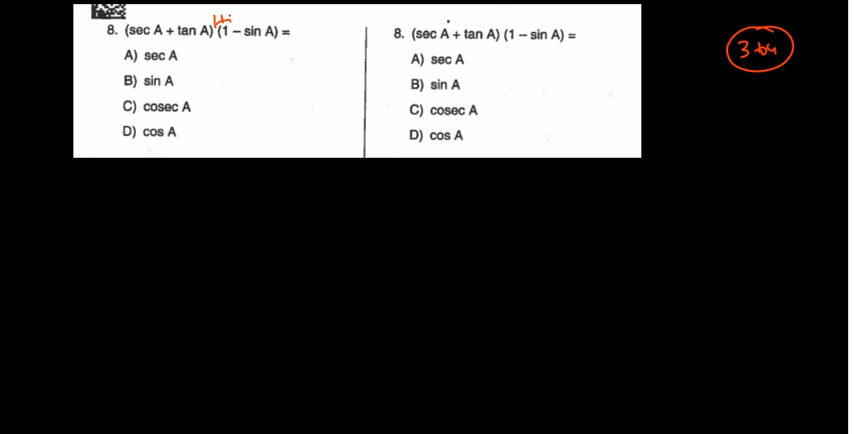 8. (sec A + tan A) (1 – sin A) =
A) sec A
B) sin A
C) cosec A
D) cos A
8. (sec A + tan A) (1 – sin A) =
A) sec A
B) sin A
C) cosec A
D) cos A